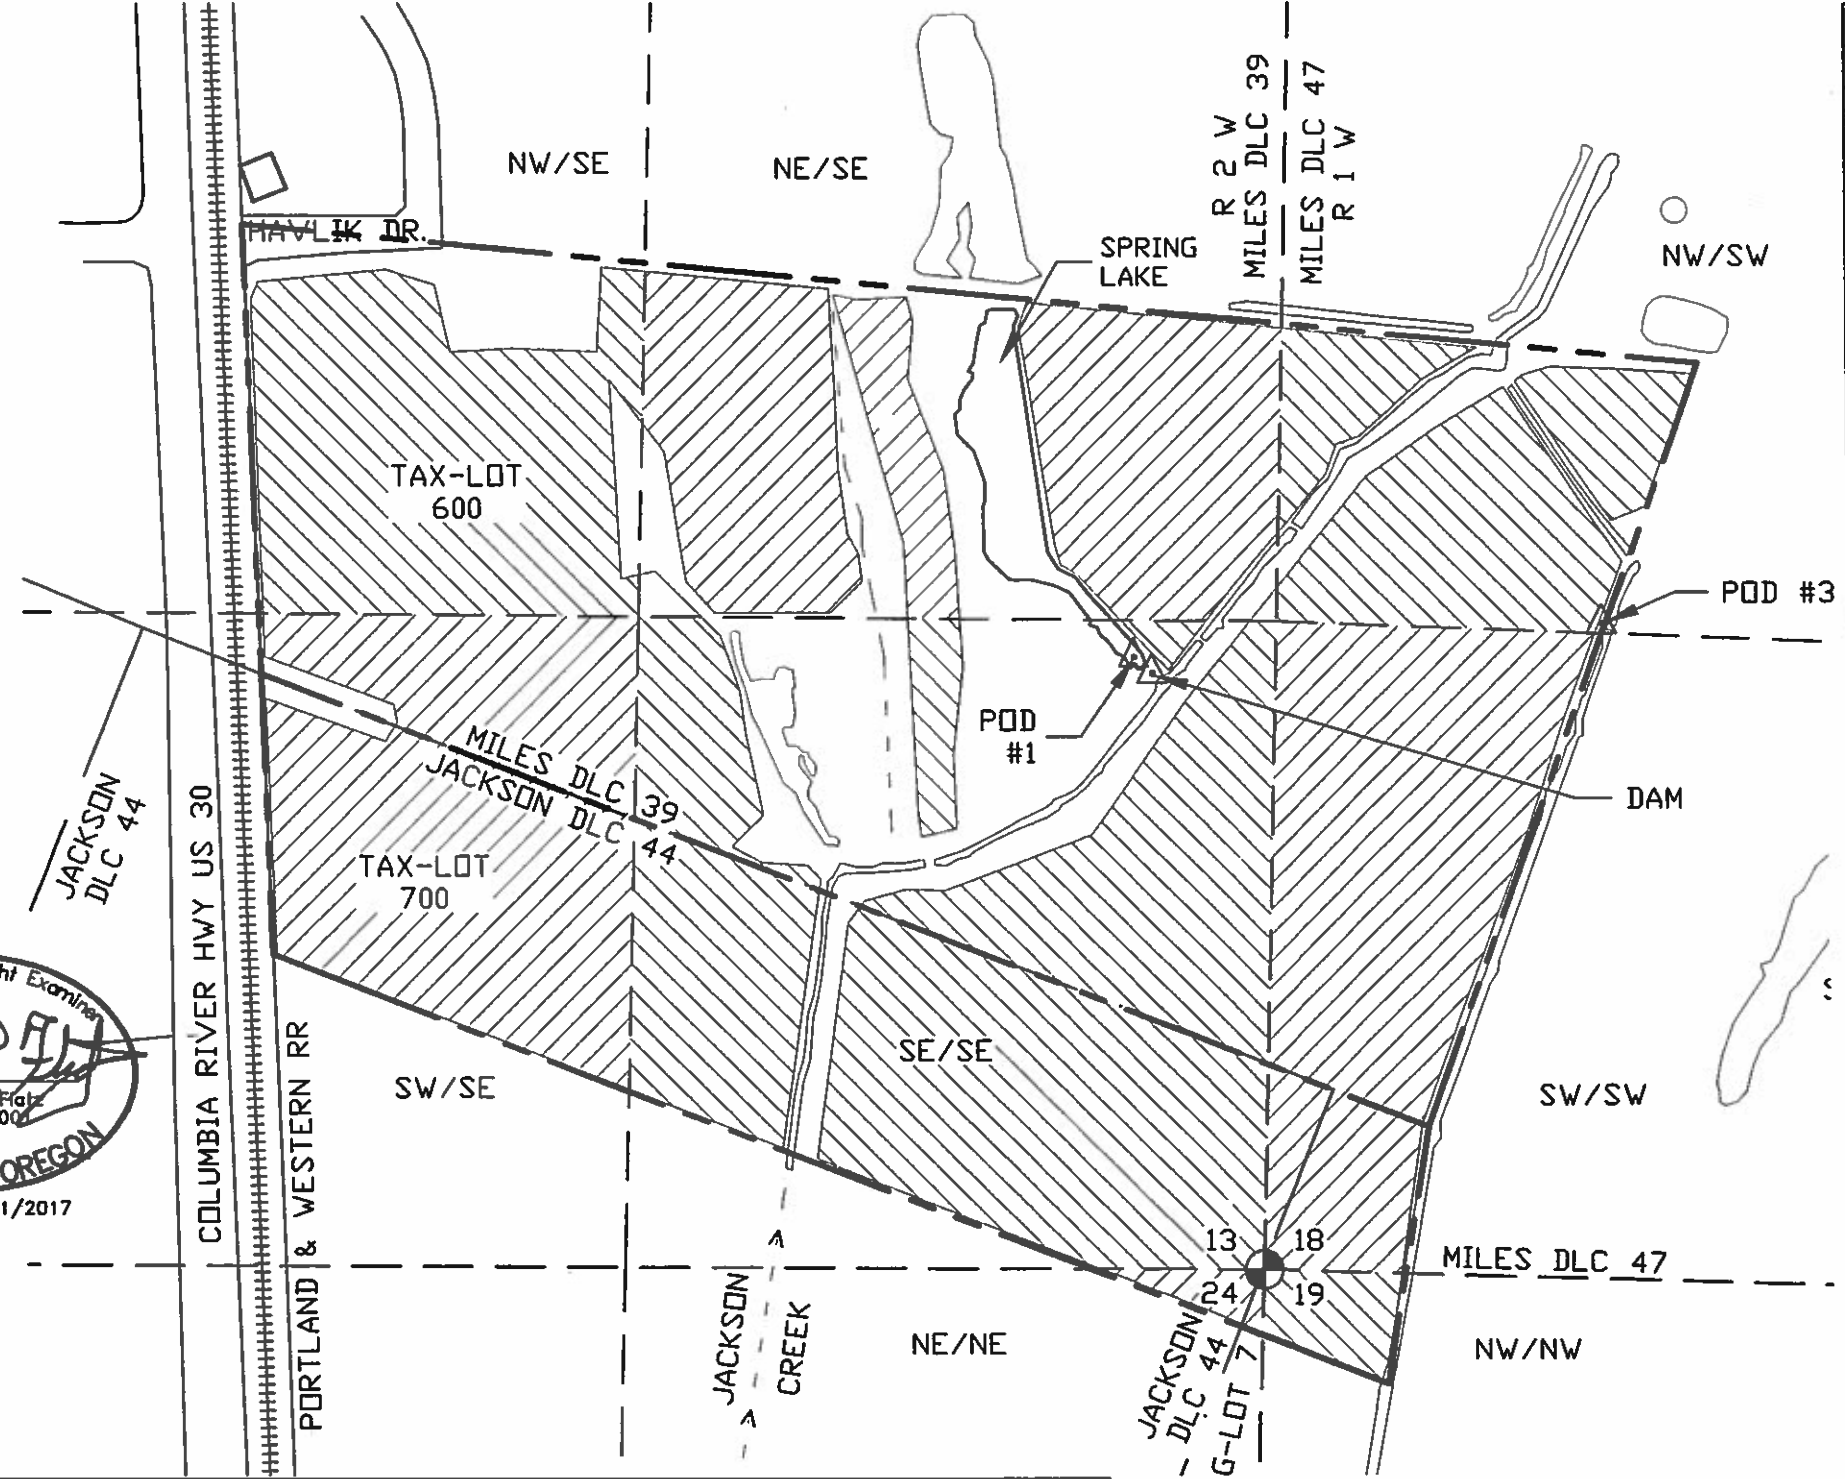 R 2 W
MILES DLC 39
MILES DLC 47
R 1 W
NW/SE
NE/SE
HAVLIK DR.
SPRING
LAKE
NW/SW
TAX-LOT
600
POD #3
POD
#1
DAM
MILES DLC 39
JACKSON DLC 44
JACKSON
DLC 44
TAX-LOT
700
COLUMBIA RIVER HWY US 30
PORTLAND & WESTERN RR
ht Examiner
OREGON
1/2017
SW/SE
SE/SE
SW/SW
13
18
24
19
MILES DLC 47
JACKSON
CREEK
NE/NE
NW/NW
JACKSON
DLC 44
G-LOT 7